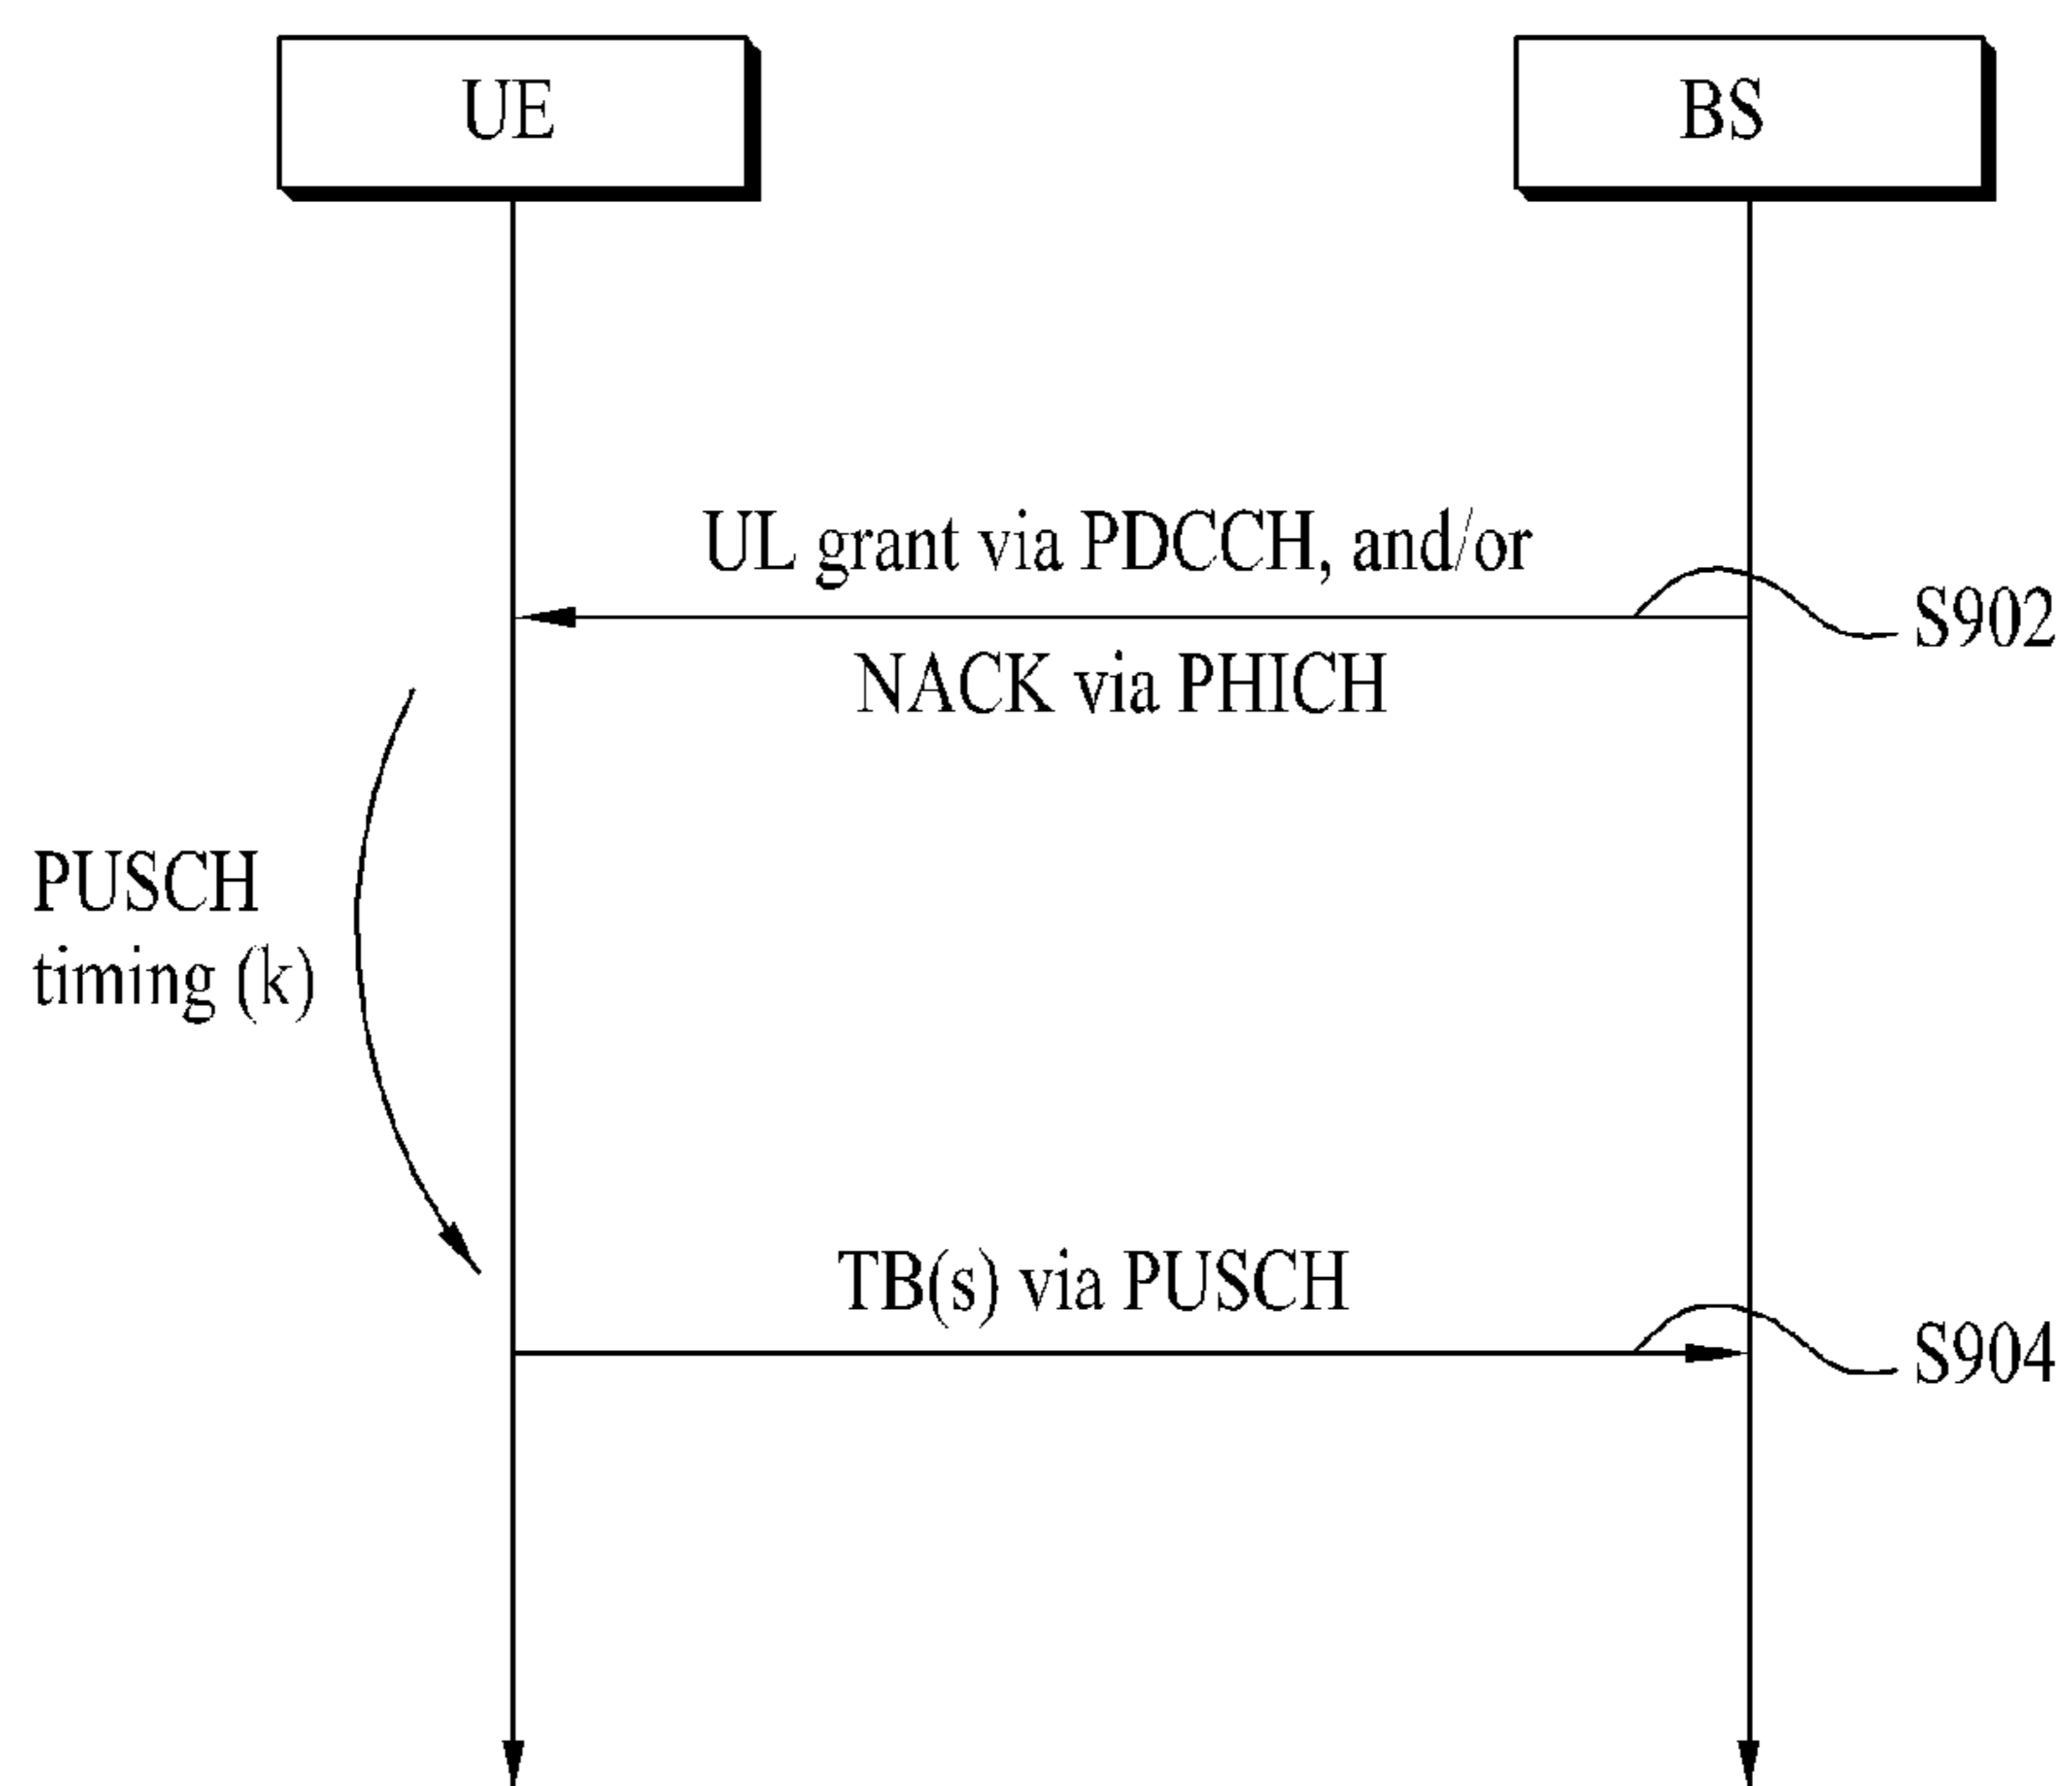 UE
BS
UL grant via PDCCH, and/or
S902
NACK via PHICH
PUSCH
timing (k)
TB(s) via PUSCH
S904